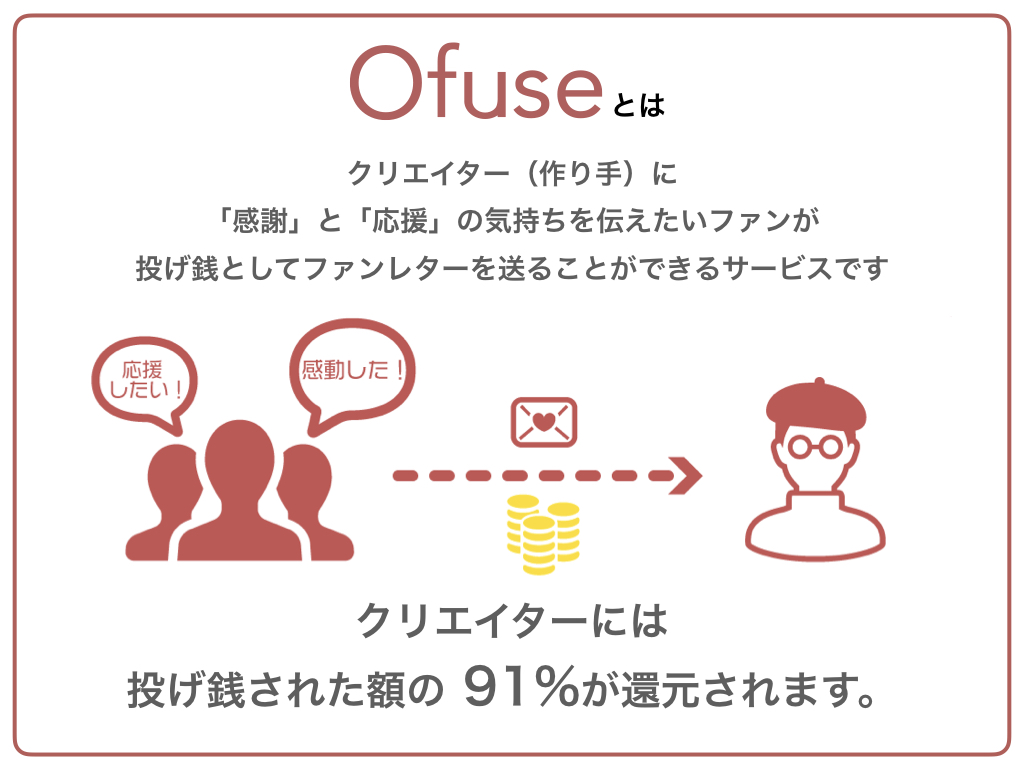 Ofuseとは
クリエイター（作り手）に
「感謝」と「応援」の気持ちを伝えたいファンが
投げ銭としてファンレターを送ることができるサービスです
応援
したい！
感動した！
クリエイターには
投げ銭された額の 91%が還元されます。